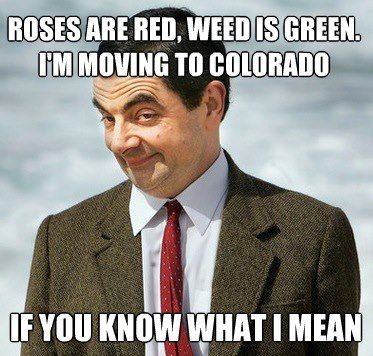 ROSES ARE RED, WEED IS GREEN.
I'M MOVING TO COLORADO
IF YOU KNOW WHAT I MEAN